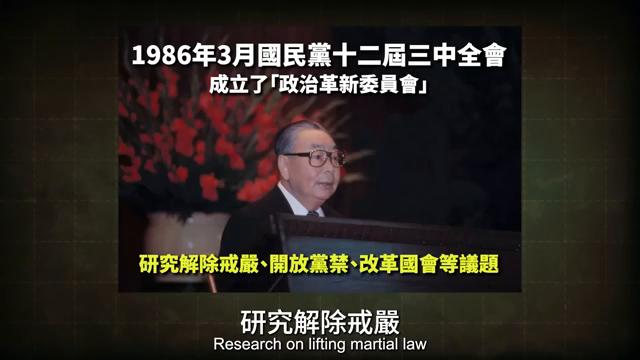 1986年3月國民黨十二屆三中全會
成立了「政治革新委員會」
研究解除戒嚴、開放黨禁、改革國會等議題
研究解除戒嚴
Research on lifting martial law